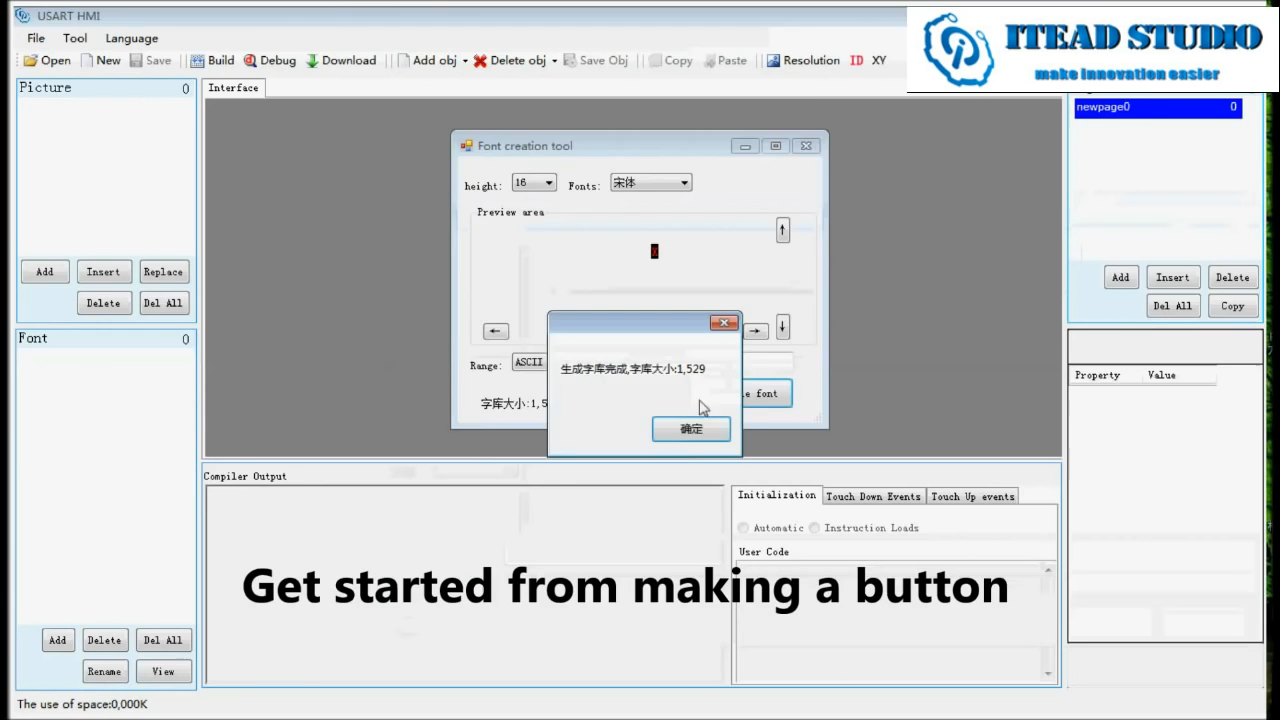 USART HMI
ITEAD STUDIO
make innovation easier
File Tool Language
Open New Save Build Debug Download Add obj Delete obj Save Obj Copy Paste Resolution ID XY
Picture 0
Interface
newpage0 0
Font creation tool
height: 16 Fonts: 宋体
Preview area
↑
Add Insert Replace
Delete Del All
Add Insert Delete
Del All Copy
Font 0
← → ↓
Range: ASCII
生成字库完成,字库大小:1,529
Property Value
字库大小:1,5
font
确定
Compiler Output
Initialization Touch Down Events Touch Up events
Automatic Instruction Loads
User Code
Get started from making a button
Add Delete Del All
Rename View
The use of space:0,000K